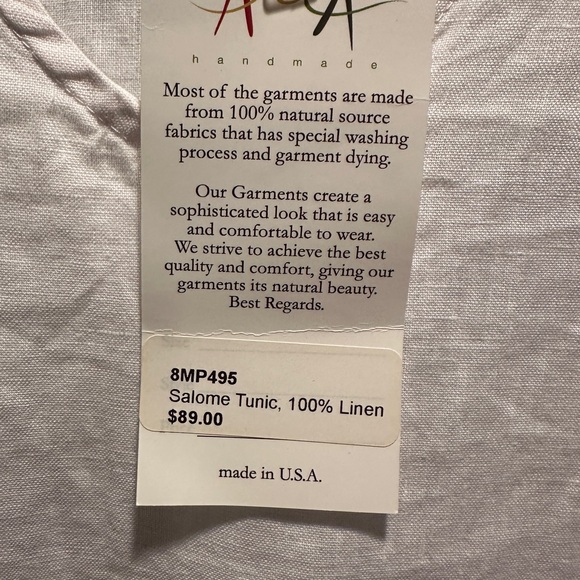 handmade
Most of the garments are made
from 100% natural source
fabrics that has special washing
process and garment dying.
Our Garments create a
sophisticated look that is easy
and comfortable to wear.
We strive to achieve the best
quality and comfort, giving our
garments its natural beauty.
Best Regards.
8MP495
Salome Tunic, 100% Linen
$89.00
made in U.S.A.